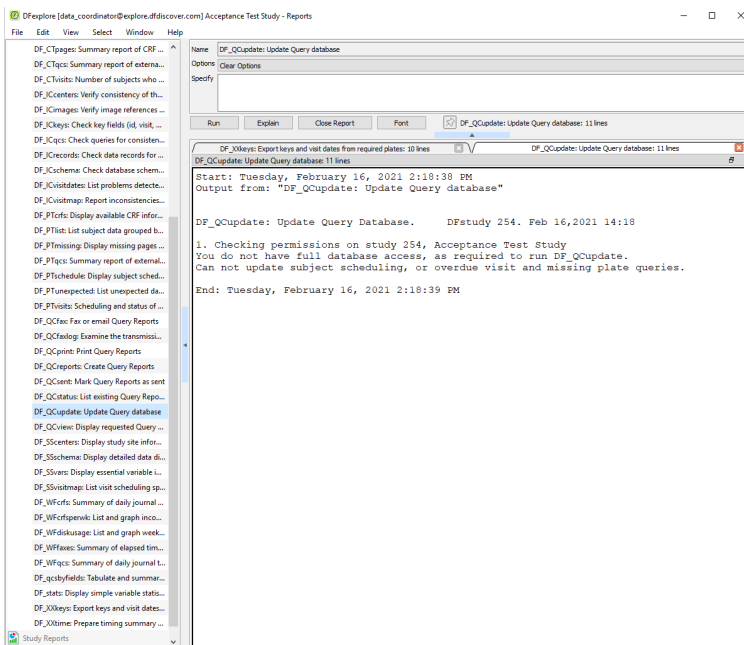 DFexplore [data_coordinator@explore.dfdiscover.com] Acceptance Test Study - Reports
File Edit View Select Window Help
DF_CTpages: Summary report of CRF ...
DF_CTqcs: Summary report of externa...
DF_CTvisits: Number of subjects who ...
DF_ICcenters: Verify consistency of th...
DF_ICimages: Verify image references ...
DF_ICkeys: Check key fields (id, visit, ...
DF_ICqcs: Check queries for consisten...
DF_ICrecords: Check data records for ...
DF_ICschema: Check database schem...
DF_ICvisitdates: List problems detecte...
DF_ICvisitmap: Report inconsistencies...
DF_PTcrfs: Display available CRF infor...
DF_PTlist: List subject data grouped b...
DF_PTmissing: Display missing pages ...
DF_PTqcs: Summary report of external...
DF_PTschedule: Display subject sched...
DF_PTunexpected: List unexpected da...
DF_PTvisits: Scheduling and status of ...
DF_QCfax: Fax or email Query Reports
DF_QCfaxlog: Examine the transmissi...
DF_QCprint: Print Query Reports
DF_QCreports: Create Query Reports
DF_QCsent: Mark Query Reports as sent
DF_QCstatus: List existing Query Repo...
DF_QCupdate: Update Query database
DF_QCview: Display requested Query ...
DF_SScenters: Display study site infor...
DF_SSschema: Display detailed data di...
DF_SSvars: Display essential variable i...
DF_SSvisitmap: List visit scheduling sp...
DF_WFcrfs: Summary of daily journal ...
DF_WFcrfsperwk: List and graph inco...
DF_WFdiskusage: List and graph week...
DF_WFfaxes: Summary of elapsed tim...
DF_WFqcs: Summary of daily journal t...
DF_qcsbyfields: Tabulate and summar...
DF_stats: Display simple variable statis...
DF_XXkeys: Export keys and visit dates...
DF_XXtime: Prepare timing summary ...
Study Reports
Name DF_QCupdate: Update Query database
Options Clear Options
Specify
Run Explain Close Report Font DF_QCupdate: Update Query database: 11 lines
DF_XXkeys: Export keys and visit dates from required plates: 10 lines DF_QCupdate: Update Query database: 11 lines
DF_QCupdate: Update Query database: 11 lines
Start: Tuesday, February 16, 2021 2:18:38 PM
Output from: "DF_QCupdate: Update Query database"
DF_QCupdate: Update Query Database. DFstudy 254. Feb 16,2021 14:18
1. Checking permissions on study 254, Acceptance Test Study
You do not have full database access, as required to run DF_QCupdate.
Can not update subject scheduling, or overdue visit and missing plate queries.
End: Tuesday, February 16, 2021 2:18:39 PM